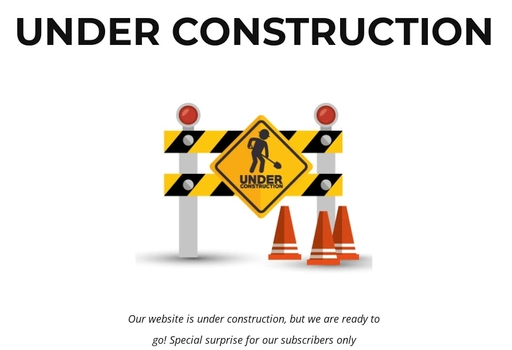 UNDER CONSTRUCTION
UNDER
CONSTRUCTION
Our website is under construction, but we are ready to
go! Special surprise for our subscribers only